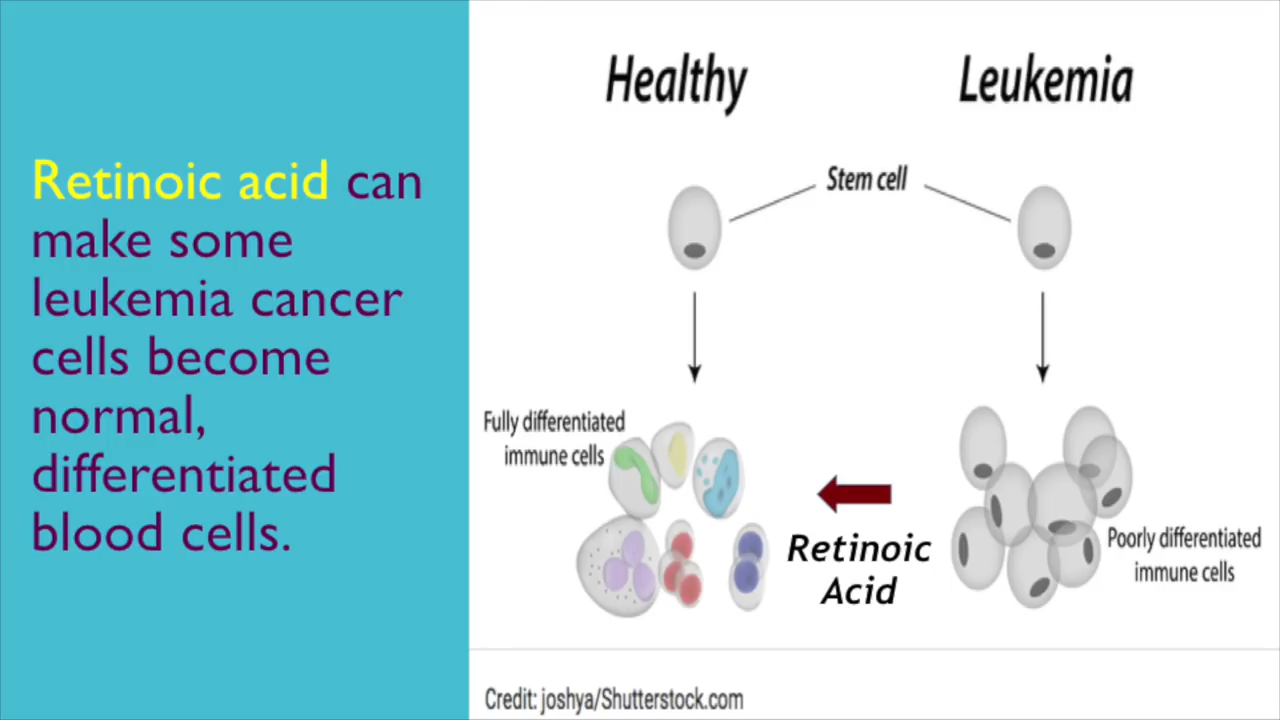 Retinoic acid can
make some
leukemia cancer
cells become
normal,
differentiated
blood cells.
Healthy
Leukemia
Stem cell
Fully differentiated
immune cells
Retinoic
Acid
Poorly differentiated
immune cells
Credit: joshya/Shutterstock.com